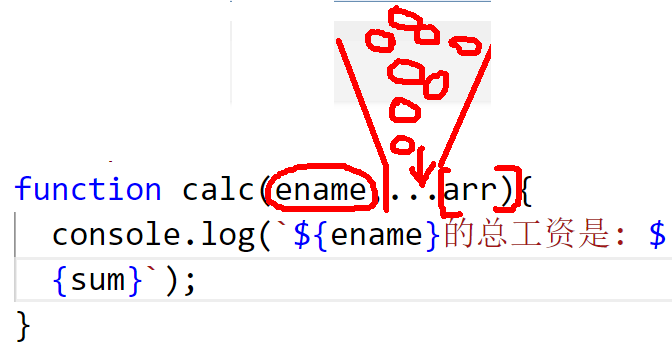 function calc(ename,...arr){
console.log(`${ename}的总工资是：$
{sum}`);
}